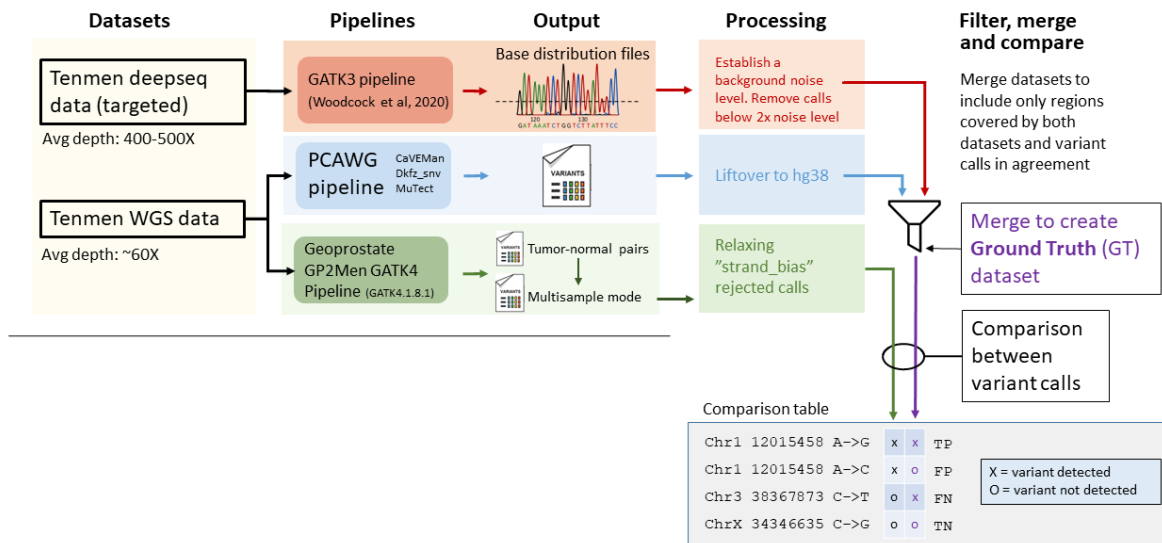 Datasets
Pipelines
Output
Processing
Filter, merge
and compare
Tenmen deepseq
data (targeted)
Avg depth: 400-500X
GATK3 pipeline
(Woodcock et al, 2020)
Base distribution files
120
130
GATAAATCTGGTCTTATTTCC
Establish a
background noise
level. Remove calls
below 2x noise level
Merge datasets to
include only regions
covered by both
datasets and variant
calls in agreement
PCAWG
pipeline
CaVEMan
Dkfz_snv
MuTect
VARIANTS
Liftover to hg38
Tenmen WGS data
Avg depth: ~60X
Geoprostate
GP2Men GATK4
Pipeline (GATK4.1.8.1)
VARIANTS
Tumor-normal pairs
VARIANTS
Multisample mode
Relaxing
”strand_bias”
rejected calls
Merge to create
Ground Truth (GT)
dataset
Comparison
between
variant calls
Comparison table
Chr1 12015458 A->G x x TP
Chr1 12015458 A->C x o FP
Chr3 38367873 C->T o x FN
ChrX 34346635 C->G o o TN
X = variant detected
O = variant not detected